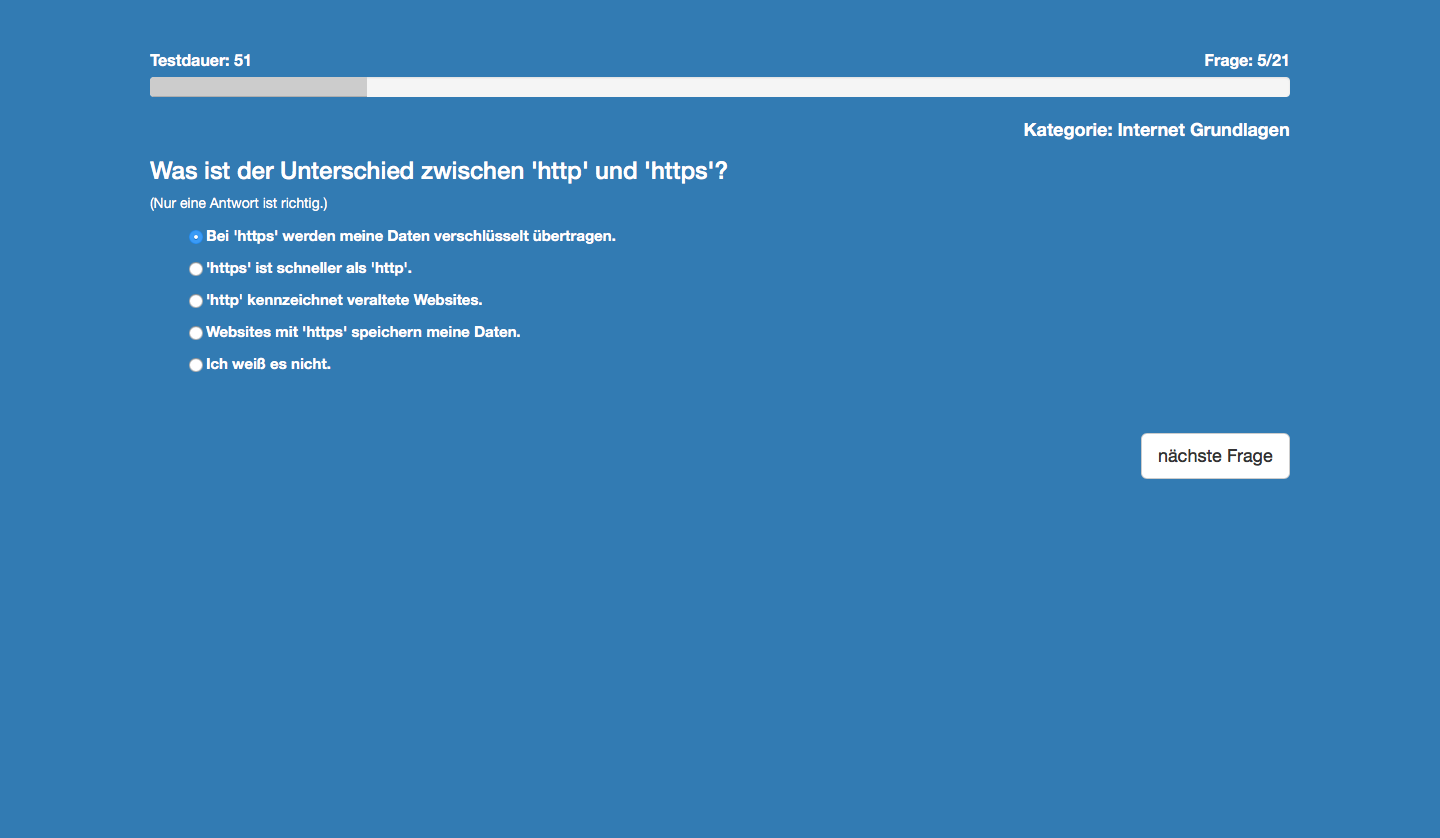 Testdauer: 51
Frage: 5/21
Kategorie: Internet Grundlagen
Was ist der Unterschied zwischen 'http' und 'https'?
(Nur eine Antwort ist richtig.)
Bei 'https' werden meine Daten verschlüsselt übertragen.
'https' ist schneller als 'http'.
'http' kennzeichnet veraltete Websites.
Websites mit 'https' speichern meine Daten.
Ich weiß es nicht.
nächste Frage